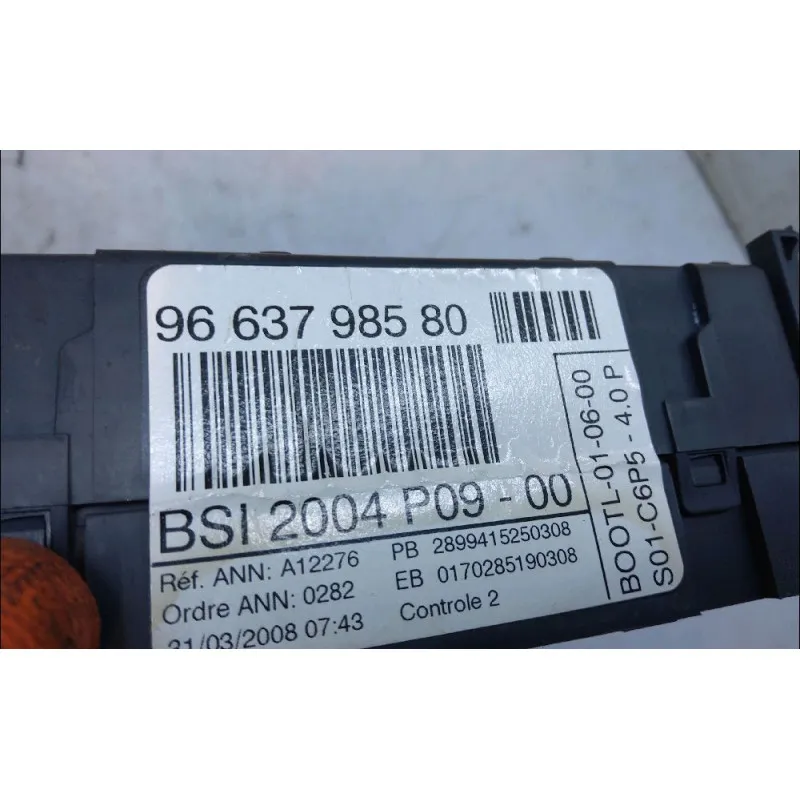 96 637 985 80
BSI 2004 P09 - 00
Réf. ANN: A12276
Ordre ANN: 0282
31/03/2008 07:43
PB 2899415250308
EB 0170285190308
Controle 2
BOOTL-01-06-00
S01-C6P5 - 4.0 P